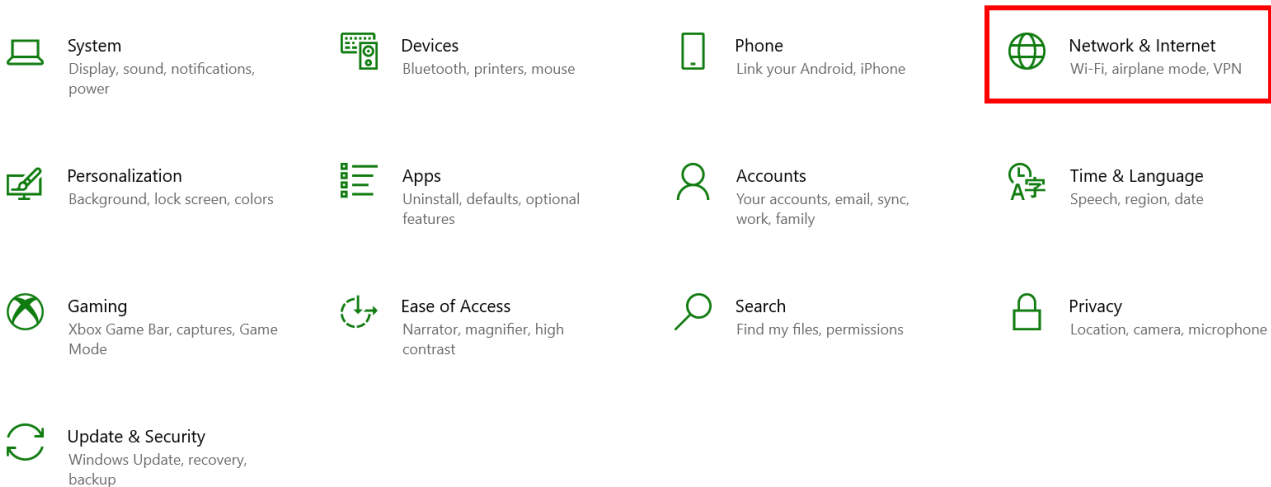 System
Display, sound, notifications,
power
Devices
Bluetooth, printers, mouse
Phone
Link your Android, iPhone
Network & Internet
Wi-Fi, airplane mode, VPN
Personalization
Background, lock screen, colors
Apps
Uninstall, defaults, optional
features
Accounts
Your accounts, email, sync,
work, family
Time & Language
Speech, region, date
Gaming
Xbox Game Bar, captures, Game
Mode
Ease of Access
Narrator, magnifier, high
contrast
Search
Find my files, permissions
Privacy
Location, camera, microphone
Update & Security
Windows Update, recovery,
backup